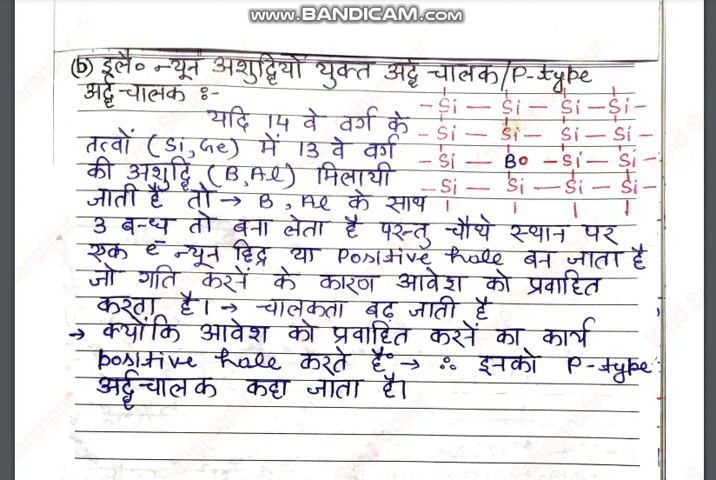 www.BANDICAM.com
(b) इलै० न्यून अशुद्धियों युक्त अर्द्ध चालक/P-type
अर्द्ध-चालक :-
यदि 14 वे वर्ग के
तत्वों (Si, Ge) में 13 वे वर्ग
की अशुद्धि (B, Al) मिलायी
जाती है तो → B, Al के साथ
3 बन्ध तो बना लेता है परन्तु चौथे स्थान पर
एक e⁻ न्यून छिद्र या Positive hole बन जाता है
जो गति करने के कारण आवेश को प्रवाहित
करता है। → चालकता बढ़ जाती है
→ क्योंकि आवेश को प्रवाहित करने का कार्य
positive hole करते हैं → ∴ इनको P-type
अर्द्धचालक कहा जाता है।
- Si — Si — Si — Si -
- Si — Si — Si — Si -
- Si — Bo - Si — Si -
- Si — Si — Si — Si -